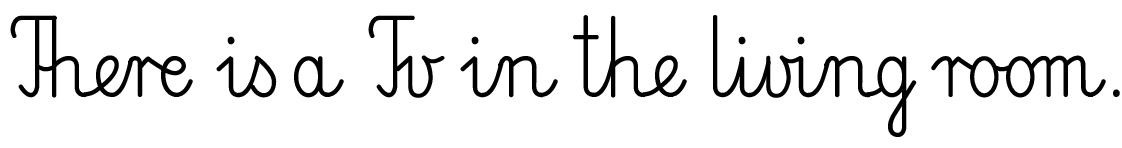 There is a Tv in the living room.